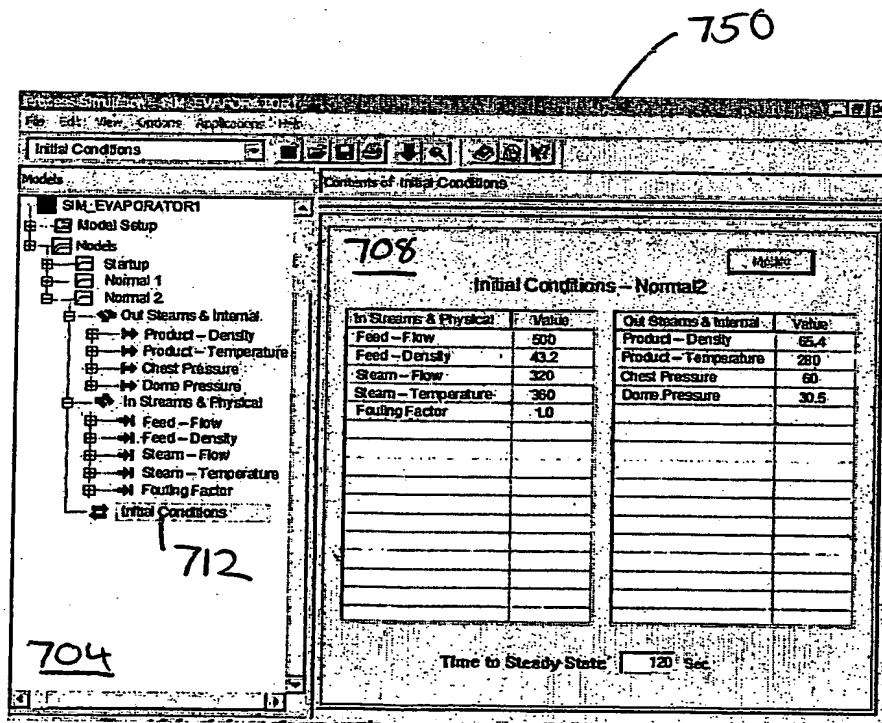 750
Process Simulation - SIM_EVAPORATOR1
File Edit View Options Applications Help
Initial Conditions
Models
Contents of Initial Conditions
SIM_EVAPORATOR1
Model Setup
Models
Startup
Normal 1
Normal 2
Out Steams & Internal
Product – Density
Product – Temperature
Chest Pressure
Dome Pressure
In Streams & Physical
Feed – Flow
Feed – Density
Steam – Flow
Steam – Temperature
Fouling Factor
Initial Conditions
712
704
708
Initial Conditions – Normal2
In Streams & Physical Value
Feed – Flow 500
Feed – Density 43.2
Steam – Flow 320
Steam – Temperature 360
Fouling Factor 1.0
Out Steams & Internal Value
Product – Density 65.4
Product – Temperature 280
Chest Pressure 60
Dome Pressure 30.5
Time to Steady State 120 Sec